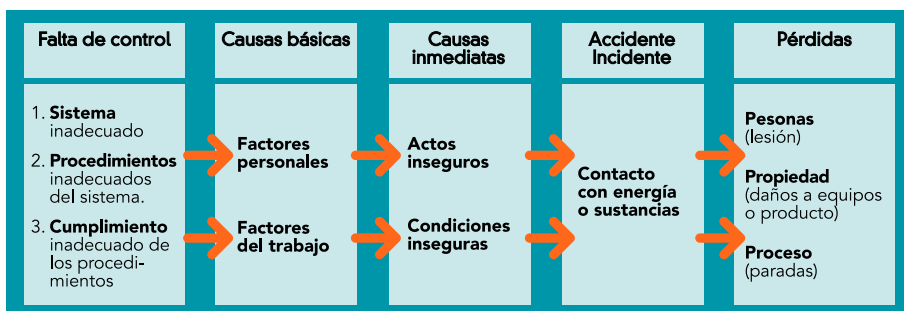 Falta de control
1. Sistema
inadecuado
2. Procedimientos
inadecuados
del sistema.
3. Cumplimiento
inadecuado de
los procedi-
mientos
Causas básicas
Factores
personales
Factores
del trabajo
Causas
inmediatas
Actos
inseguros
Condiciones
inseguras
Accidente
Incidente
Contacto
con energía
o sustancias
Pérdidas
Pesonas
(lesión)
Propiedad
(daños a equipos
o producto)
Proceso
(paradas)